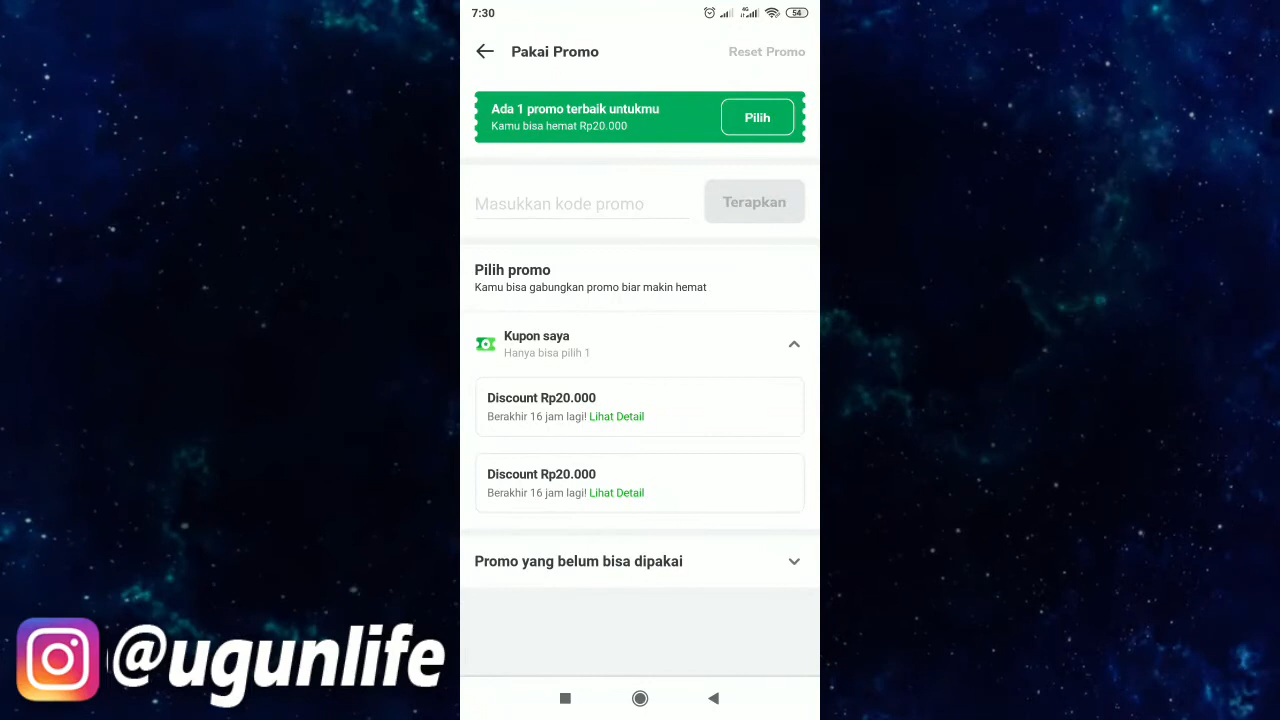 7:30
4G
54
Pakai Promo
Reset Promo
Ada 1 promo terbaik untukmu
Kamu bisa hemat Rp20.000
Pilih
Masukkan kode promo
Terapkan
Pilih promo
Kamu bisa gabungkan promo biar makin hemat
Kupon saya
Hanya bisa pilih 1
Discount Rp20.000
Berakhir 16 jam lagi! Lihat Detail
Discount Rp20.000
Berakhir 16 jam lagi! Lihat Detail
Promo yang belum bisa dipakai
@ugunlife